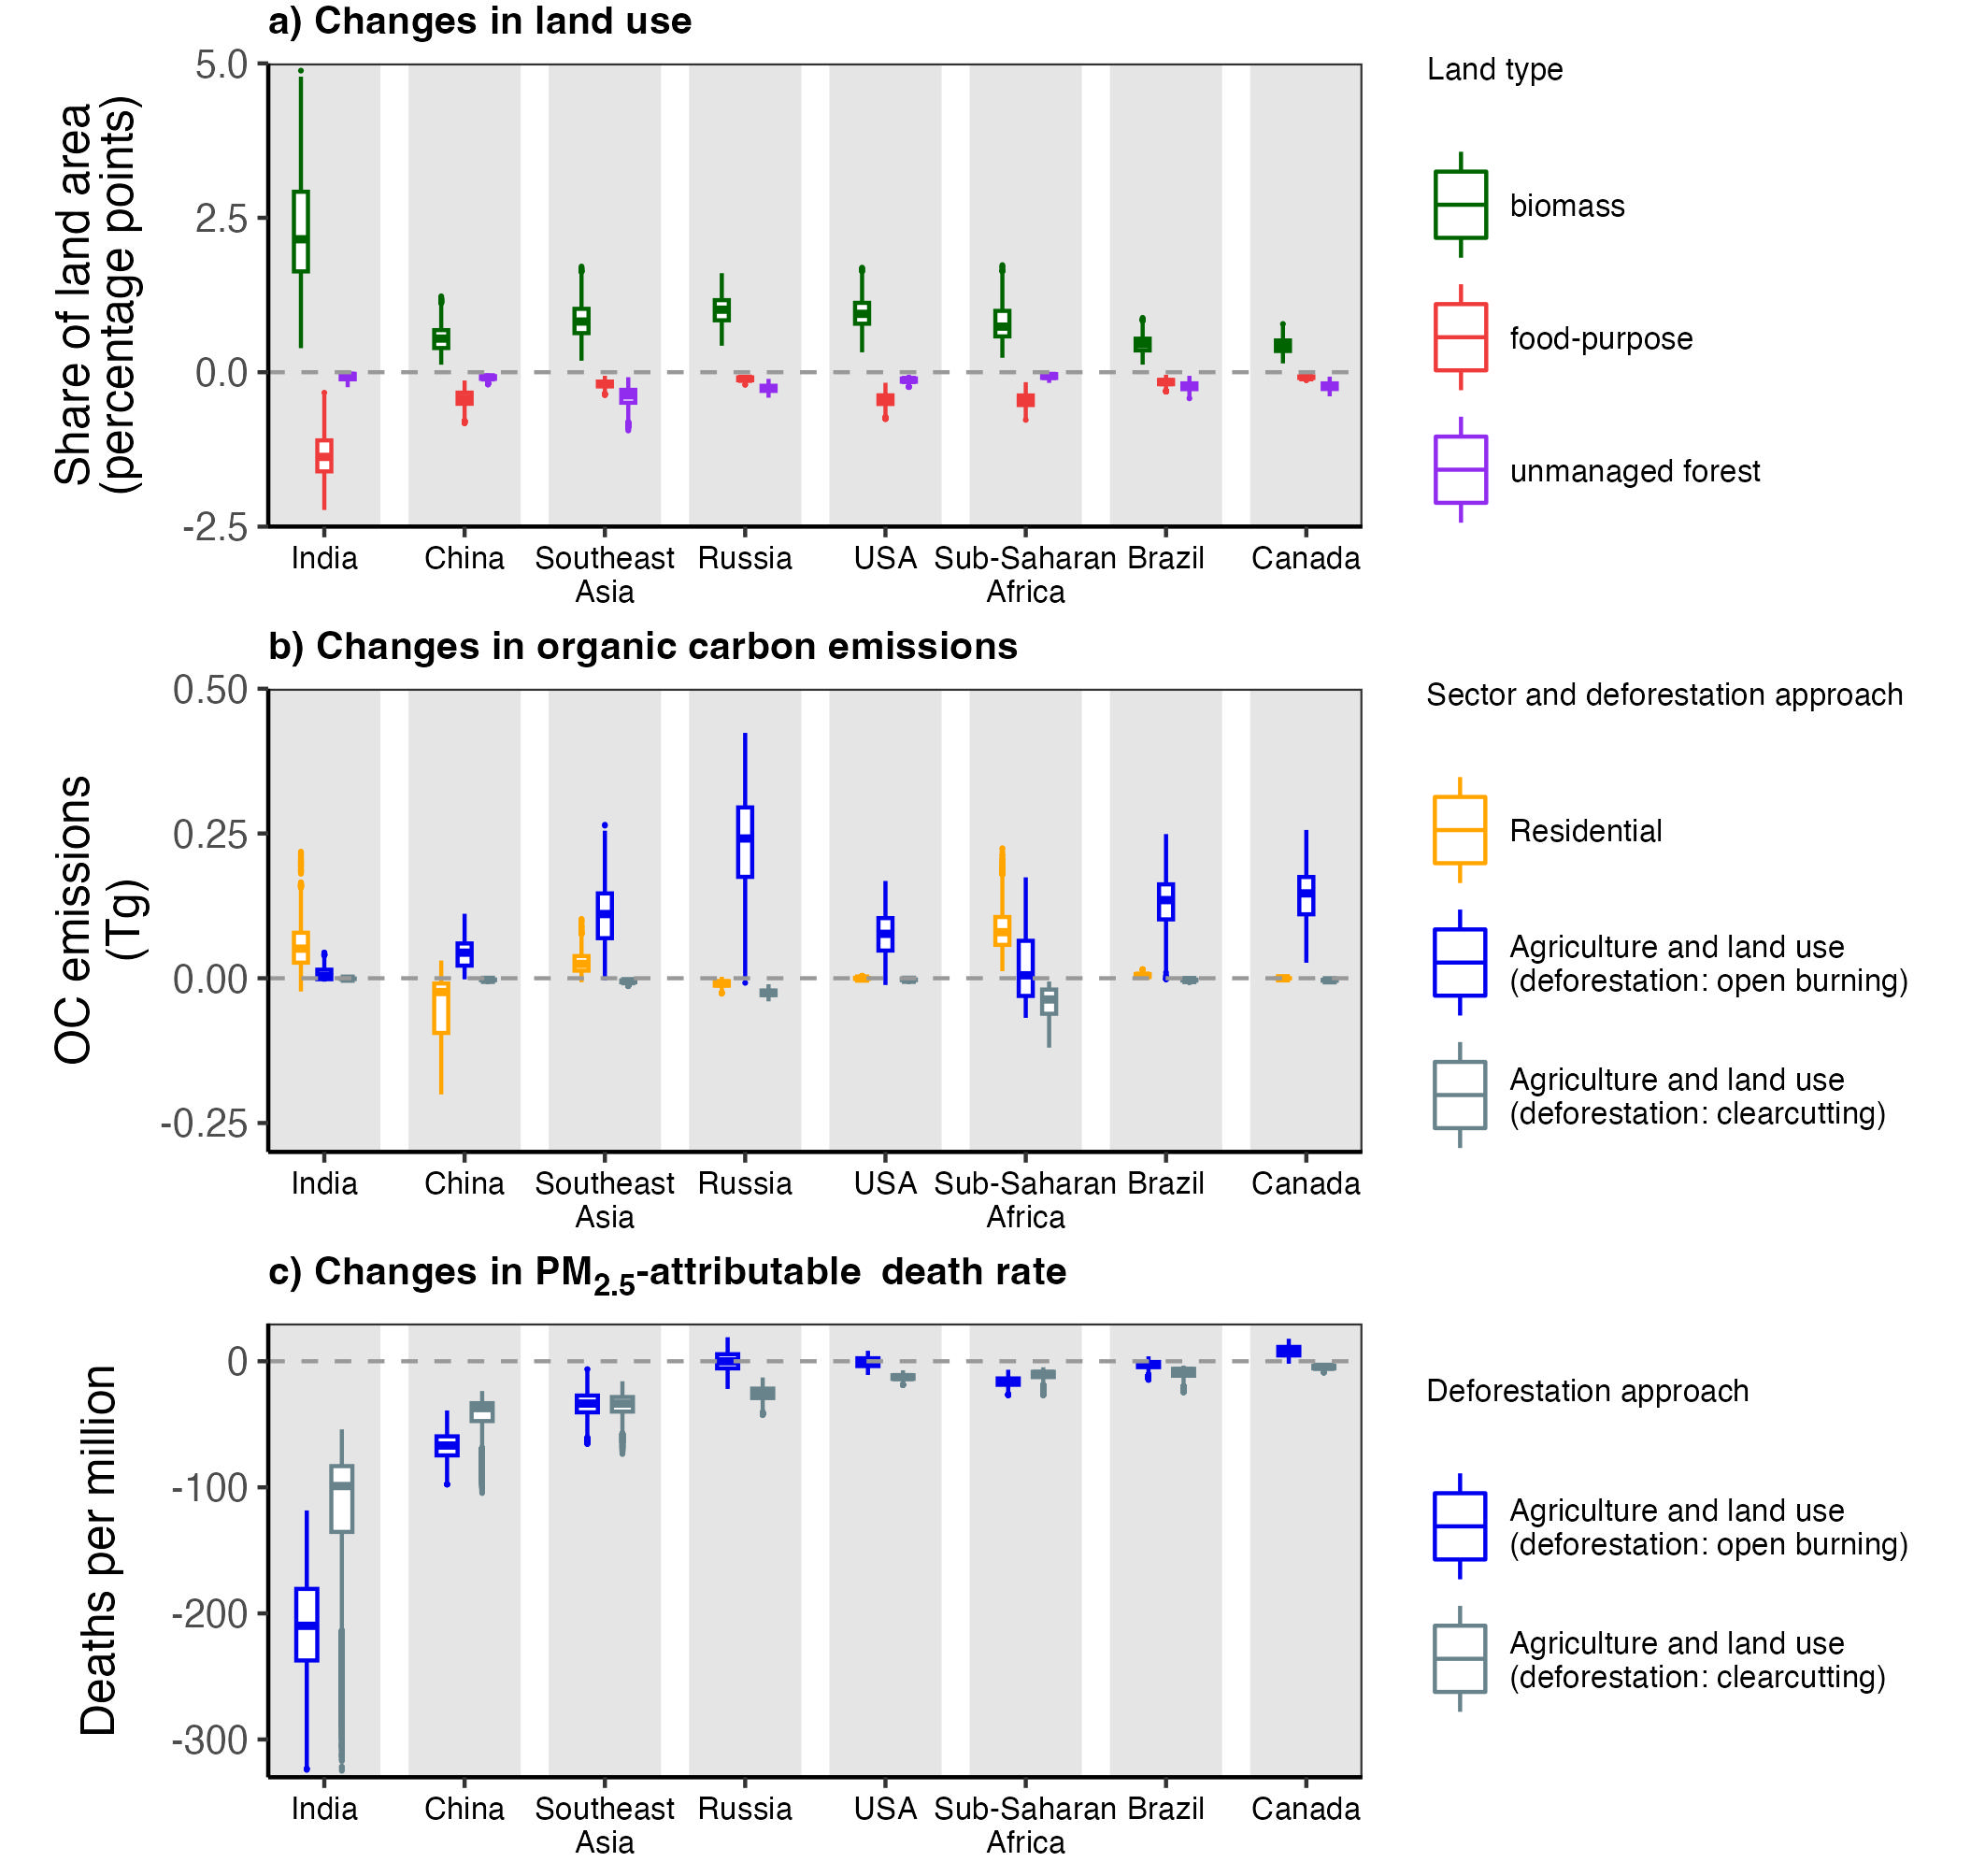 a) Changes in land use
Share of land area
(percentage points)
5.0
2.5
0.0
-2.5
India
China
Southeast
Asia
Russia
USA
Sub-Saharan
Africa
Brazil
Canada
Land type
biomass
food-purpose
unmanaged forest
b) Changes in organic carbon emissions
OC emissions
(Tg)
0.50
0.25
0.00
-0.25
India
China
Southeast
Asia
Russia
USA
Sub-Saharan
Africa
Brazil
Canada
Sector and deforestation approach
Residential
Agriculture and land use
(deforestation: open burning)
Agriculture and land use
(deforestation: clearcutting)
c) Changes in PM2.5-attributable death rate
Deaths per million
0
-100
-200
-300
India
China
Southeast
Asia
Russia
USA
Sub-Saharan
Africa
Brazil
Canada
Deforestation approach
Agriculture and land use
(deforestation: open burning)
Agriculture and land use
(deforestation: clearcutting)